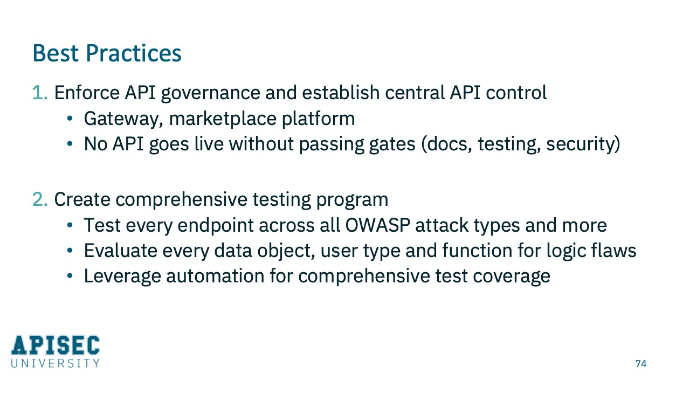 Best Practices
1. Enforce API governance and establish central API control
• Gateway, marketplace platform
• No API goes live without passing gates (docs, testing, security)
2. Create comprehensive testing program
• Test every endpoint across all OWASP attack types and more
• Evaluate every data object, user type and function for logic flaws
• Leverage automation for comprehensive test coverage
APISEC
UNIVERSITY
74